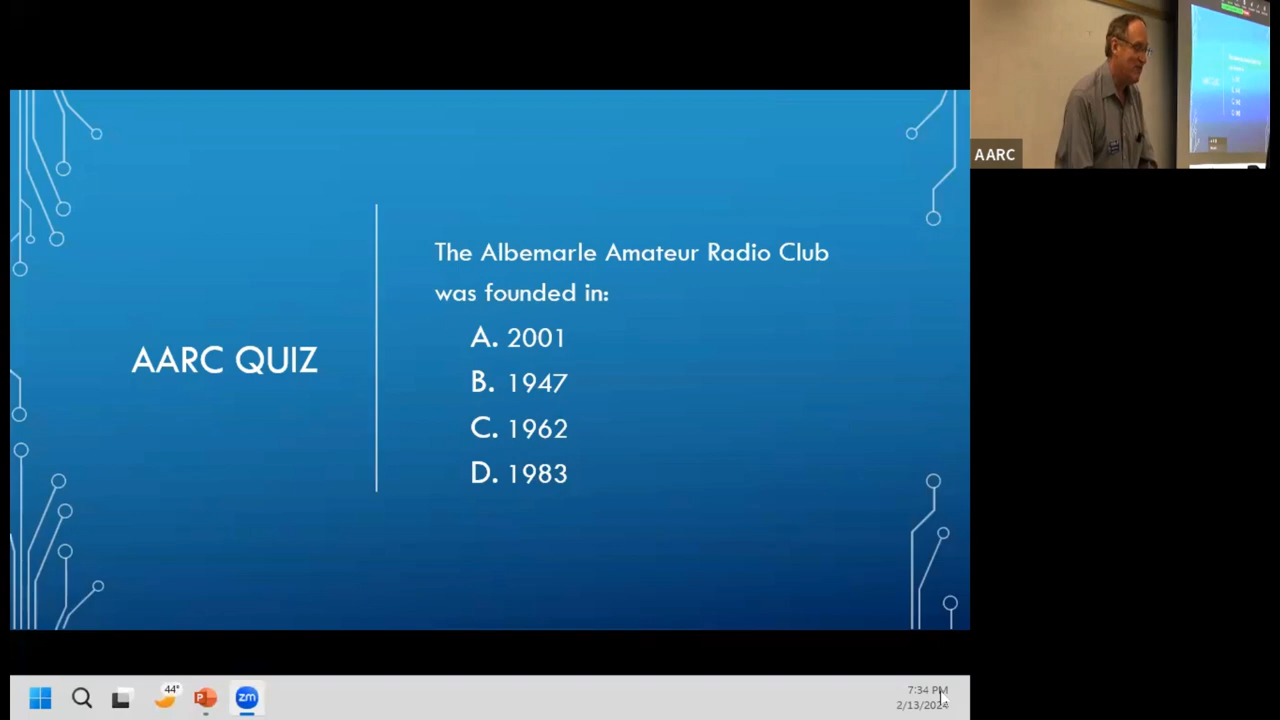 AARC
The Albemarle Amateur Radio Club
was founded in:
A. 2001
B. 1947
C. 1962
D. 1983
AARC QUIZ
44°
P
zm
7:34 PM
2/13/2024